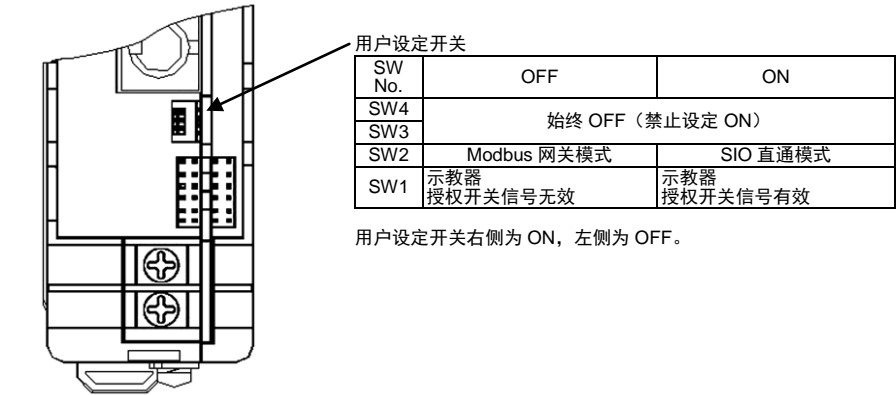 用户设定开关
SW No. OFF ON
SW4 始终 OFF（禁止设定 ON）
SW3
SW2 Modbus 网关模式 SIO 直通模式
SW1 示教器 示教器
授权开关信号无效 授权开关信号有效
用户设定开关右侧为 ON，左侧为 OFF。